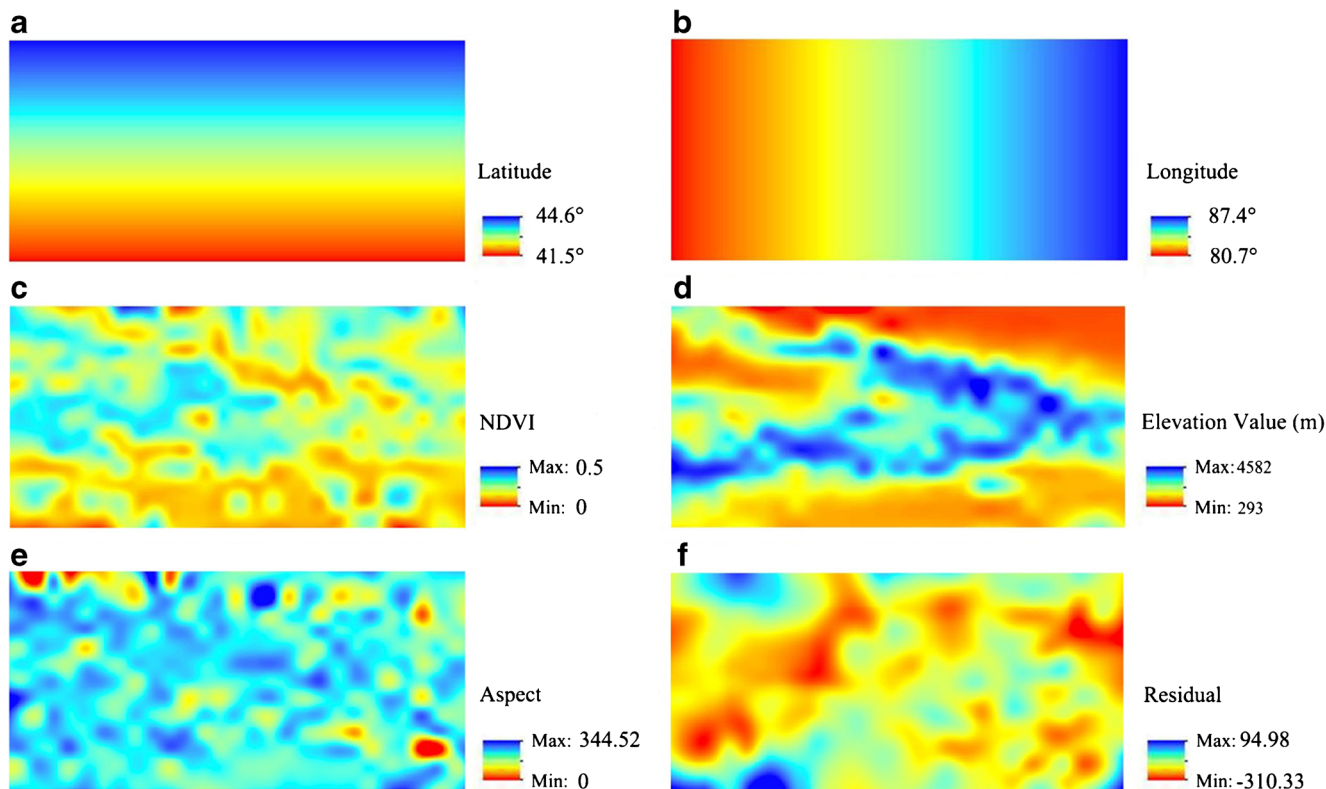 a
Latitude
44.6°
41.5°
b
Longitude
87.4°
80.7°
c
NDVI
Max: 0.5
Min: 0
d
Elevation Value (m)
Max:4582
Min: 293
e
Aspect
Max: 344.52
Min: 0
f
Residual
Max: 94.98
Min:-310.33